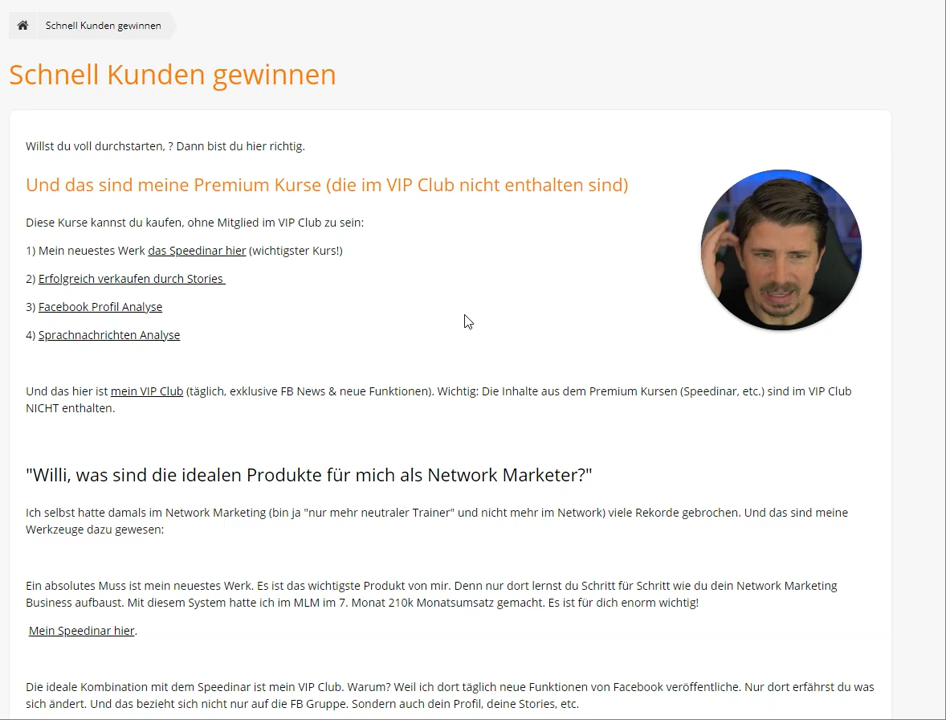 Schnell Kunden gewinnen
Schnell Kunden gewinnen
Willst du voll durchstarten, ? Dann bist du hier richtig.
Und das sind meine Premium Kurse (die im VIP Club nicht enthalten sind)
Diese Kurse kannst du kaufen, ohne Mitglied im VIP Club zu sein:
1) Mein neuestes Werk das Speedinar hier (wichtigster Kurs!)
2) Erfolgreich verkaufen durch Stories
3) Facebook Profil Analyse
4) Sprachnachrichten Analyse
Und das hier ist mein VIP Club (täglich, exklusive FB News & neue Funktionen). Wichtig: Die Inhalte aus dem Premium Kursen (Speedinar, etc.) sind im VIP Club
NICHT enthalten.
"Willi, was sind die idealen Produkte für mich als Network Marketer?"
Ich selbst hatte damals im Network Marketing (bin ja "nur mehr neutraler Trainer" und nicht mehr im Network) viele Rekorde gebrochen. Und das sind meine
Werkzeuge dazu gewesen:
Ein absolutes Muss ist mein neuestes Werk. Es ist das wichtigste Produkt von mir. Denn nur dort lernst du Schritt für Schritt wie du dein Network Marketing
Business aufbaust. Mit diesem System hatte ich im MLM im 7. Monat 210k Monatsumsatz gemacht. Es ist für dich enorm wichtig!
Mein Speedinar hier.
Die ideale Kombination mit dem Speedinar ist mein VIP Club. Warum? Weil ich dort täglich neue Funktionen von Facebook veröffentliche. Nur dort erfährst du was
sich ändert. Und das bezieht sich nicht nur auf die FB Gruppe. Sondern auch dein Profil, deine Stories, etc.